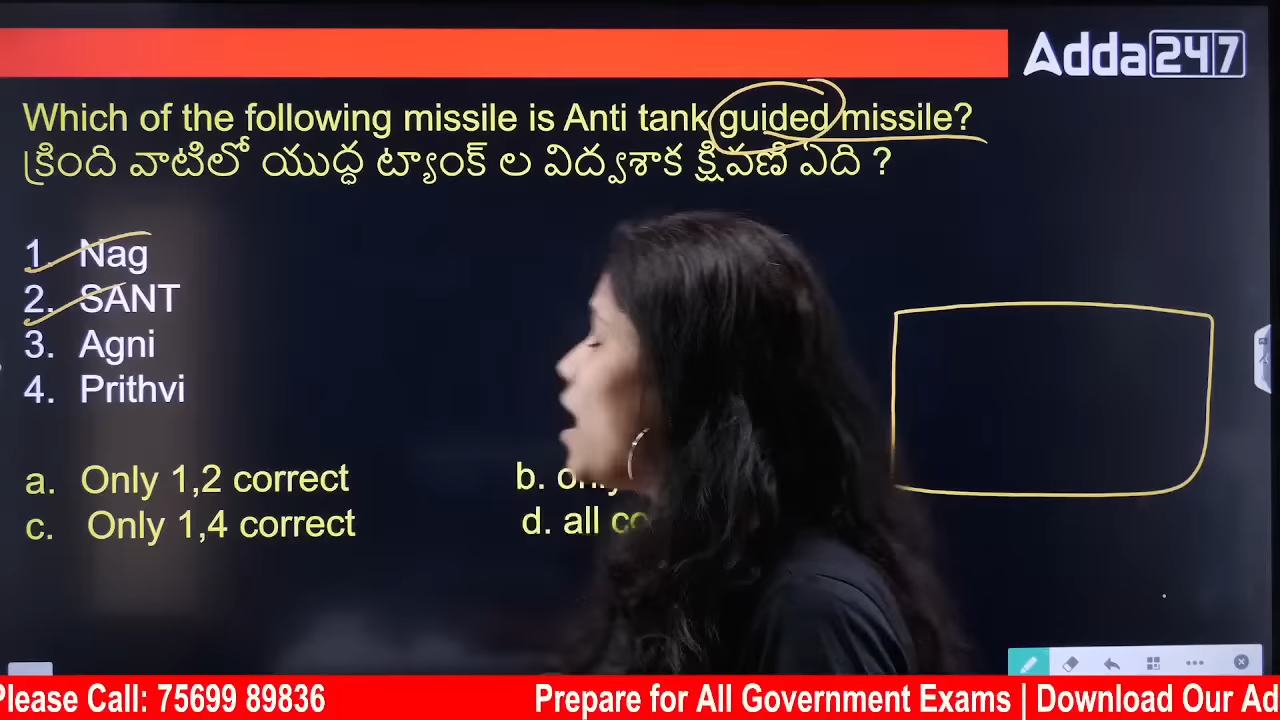 Adda247
Which of the following missile is Anti tank guided missile?
క్రింది వాటిలో యుద్ధ ట్యాంక్ ల విద్వశాక క్షివణి ఏది ?
1. Nag
2. SANT
3. Agni
4. Prithvi
a. Only 1,2 correct b.
c. Only 1,4 correct d. all
Please Call: 75699 89836 Prepare for All Government Exams | Download Our